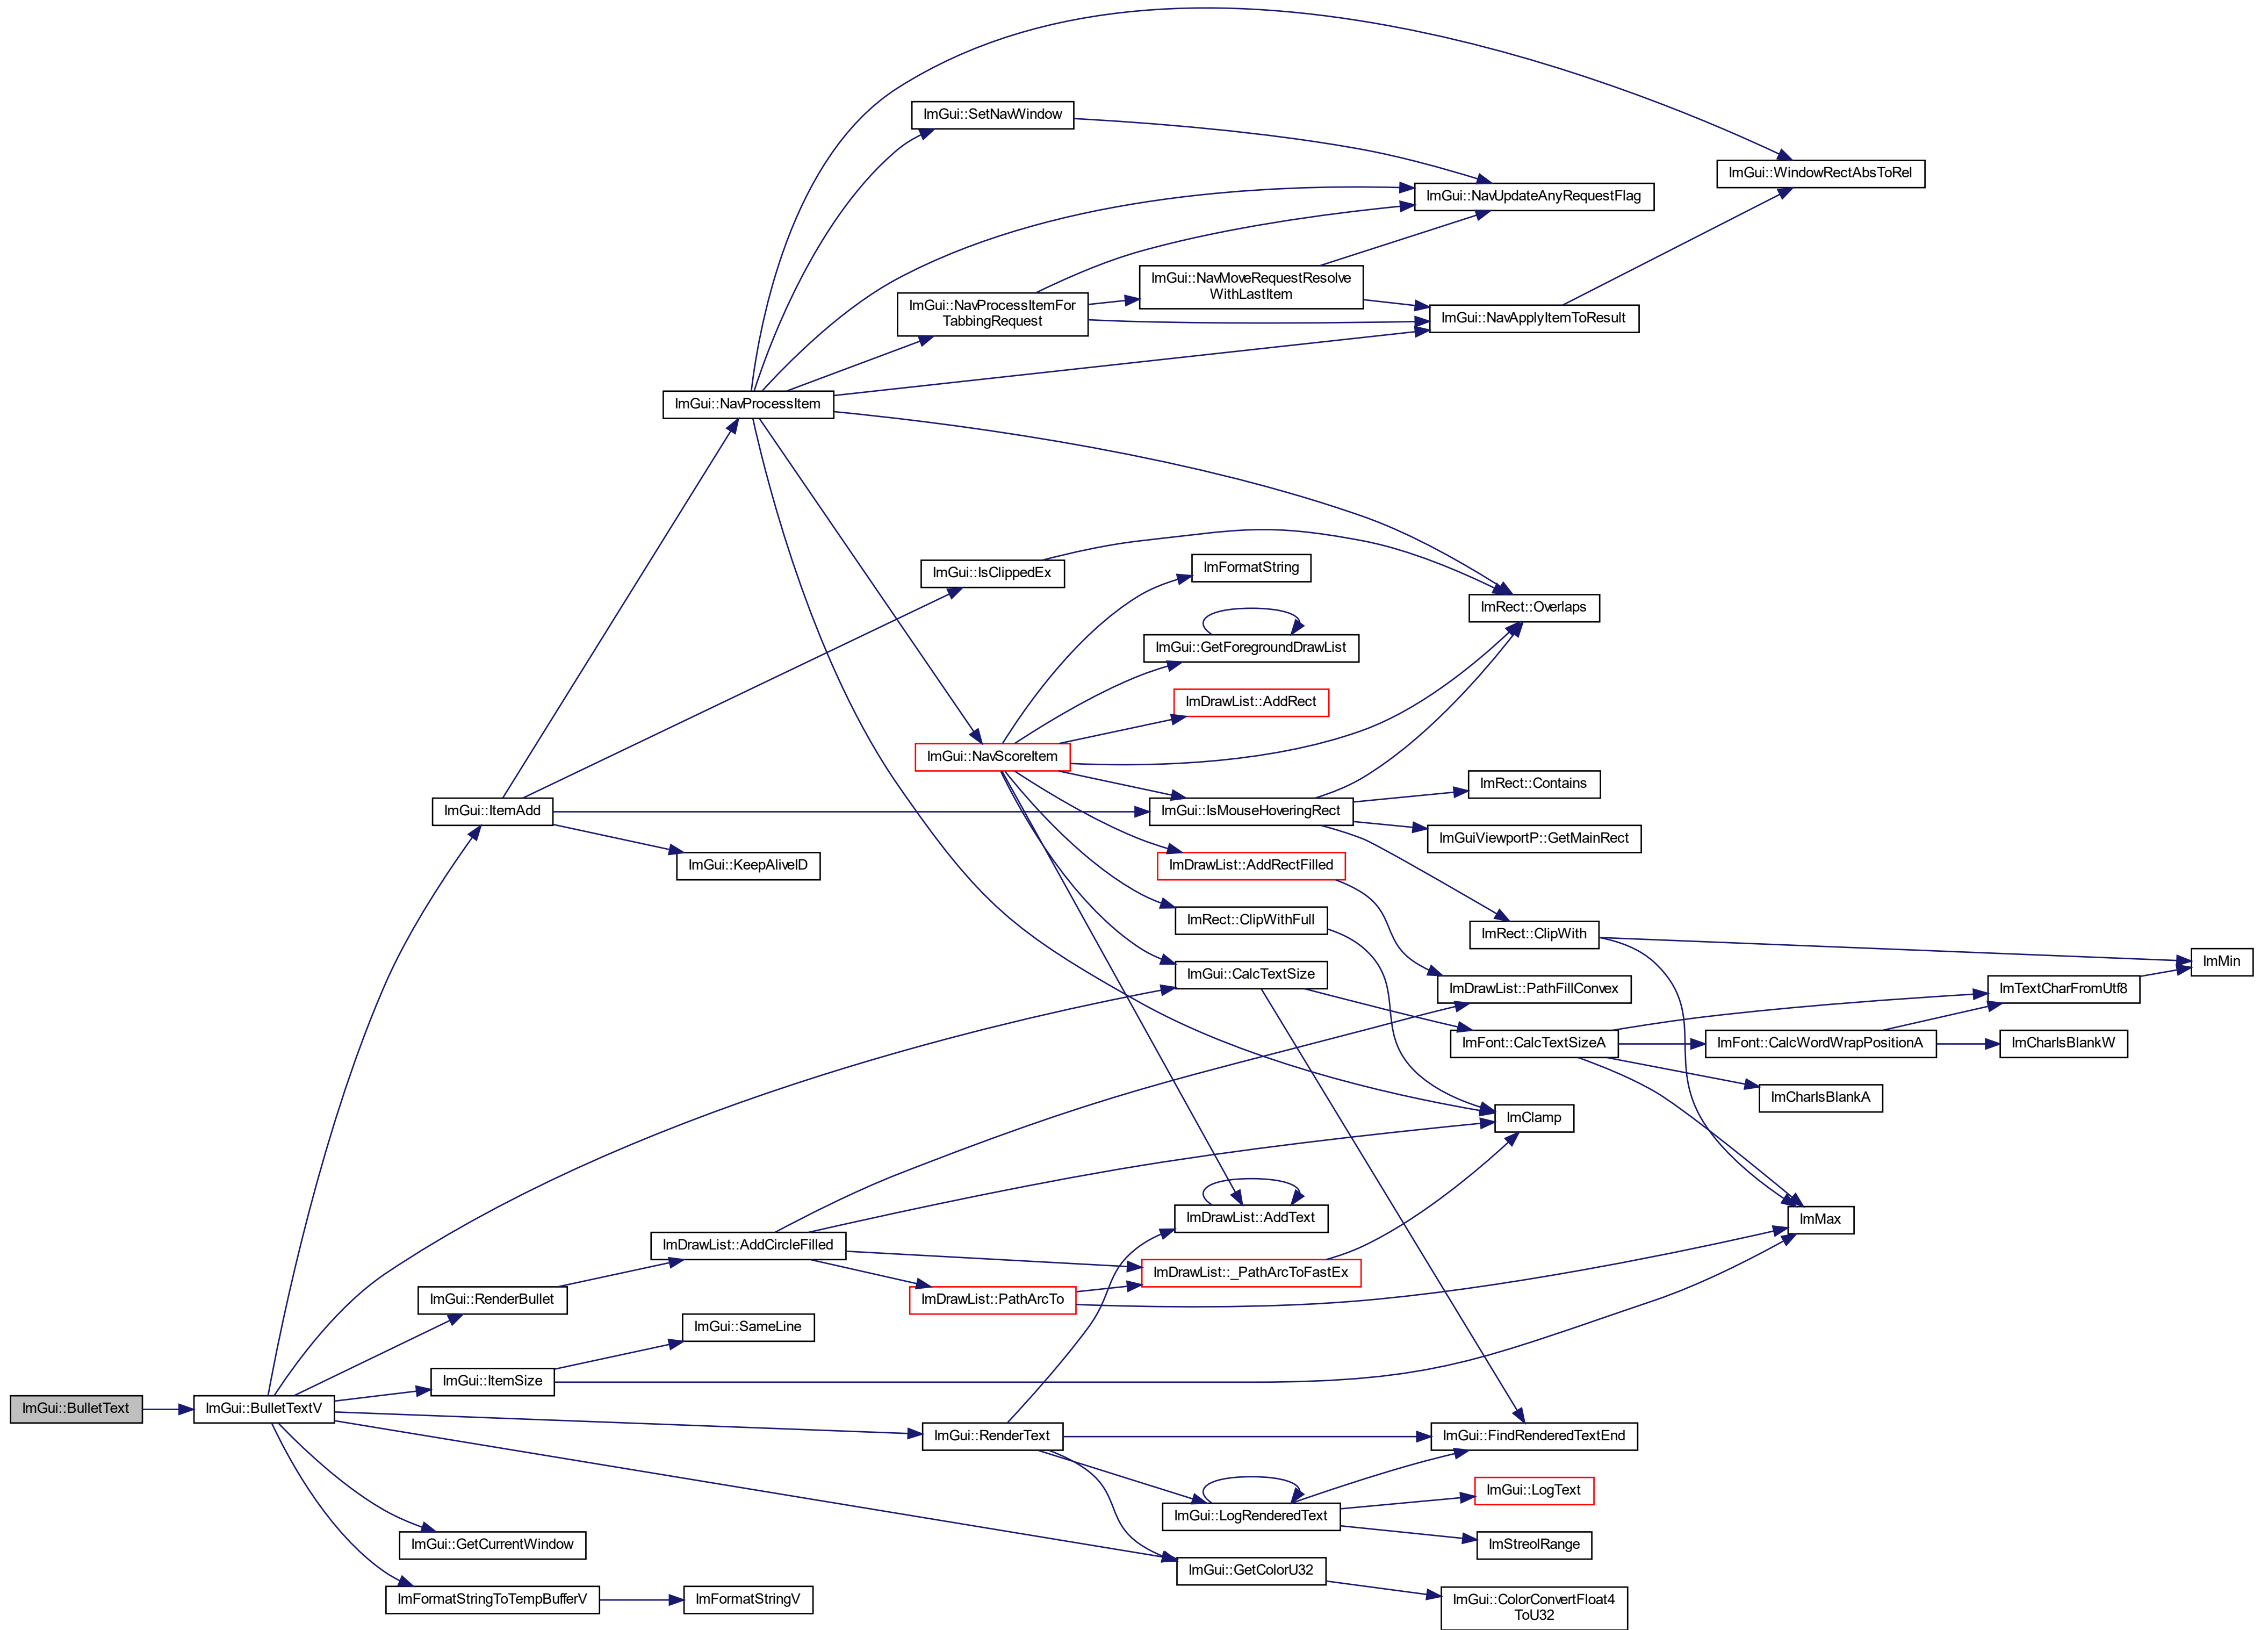 ImGui::SetNavWindow
ImGui::WindowRectAbsToRel
ImGui::NavUpdateAnyRequestFlag
ImGui::NavMoveRequestResolve
WithLastItem
ImGui::NavProcessItemFor
TabbingRequest
ImGui::NavApplyItemToResult
ImGui::NavProcessItem
ImGui::IsClippedEx
ImFormatString
ImRect::Overlaps
ImGui::GetForegroundDrawList
ImDrawList::AddRect
ImGui::NavScoreItem
ImRect::Contains
ImGui::ItemAdd
ImGui::IsMouseHoveringRect
ImGuiViewportP::GetMainRect
ImGui::KeepAliveID
ImDrawList::AddRectFilled
ImRect::ClipWithFull
ImRect::ClipWith
ImMin
ImGui::CalcTextSize
ImDrawList::PathFillConvex
ImTextCharFromUtf8
ImFont::CalcTextSizeA
ImFont::CalcWordWrapPositionA
ImCharIsBlankW
ImCharIsBlankA
ImClamp
ImDrawList::AddText
ImMax
ImDrawList::AddCircleFilled
ImDrawList::_PathArcToFastEx
ImGui::RenderBullet
ImDrawList::PathArcTo
ImGui::SameLine
ImGui::ItemSize
ImGui::BulletText
ImGui::BulletTextV
ImGui::RenderText
ImGui::FindRenderedTextEnd
ImGui::LogText
ImGui::LogRenderedText
ImGui::GetCurrentWindow
ImStreolRange
ImGui::GetColorU32
ImFormatStringToTempBufferV
ImFormatStringV
ImGui::ColorConvertFloat4
ToU32